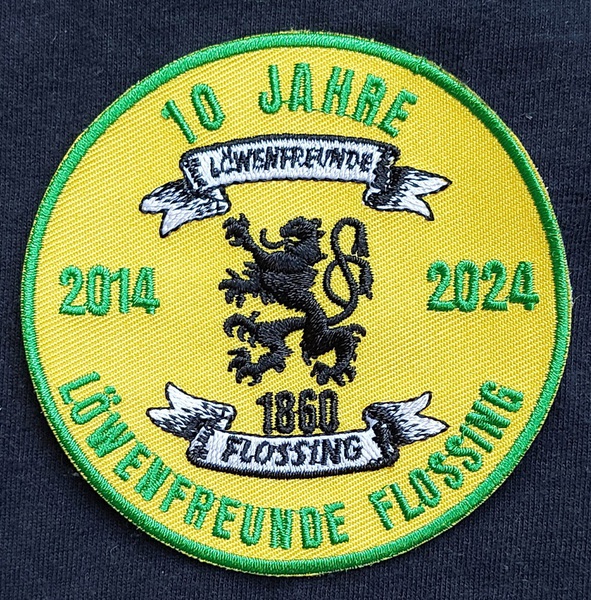 10 JAHRE
LÖWENFREUNDE
2014
2024
1860
FLOSSING
LÖWENFREUNDE FLOSSING